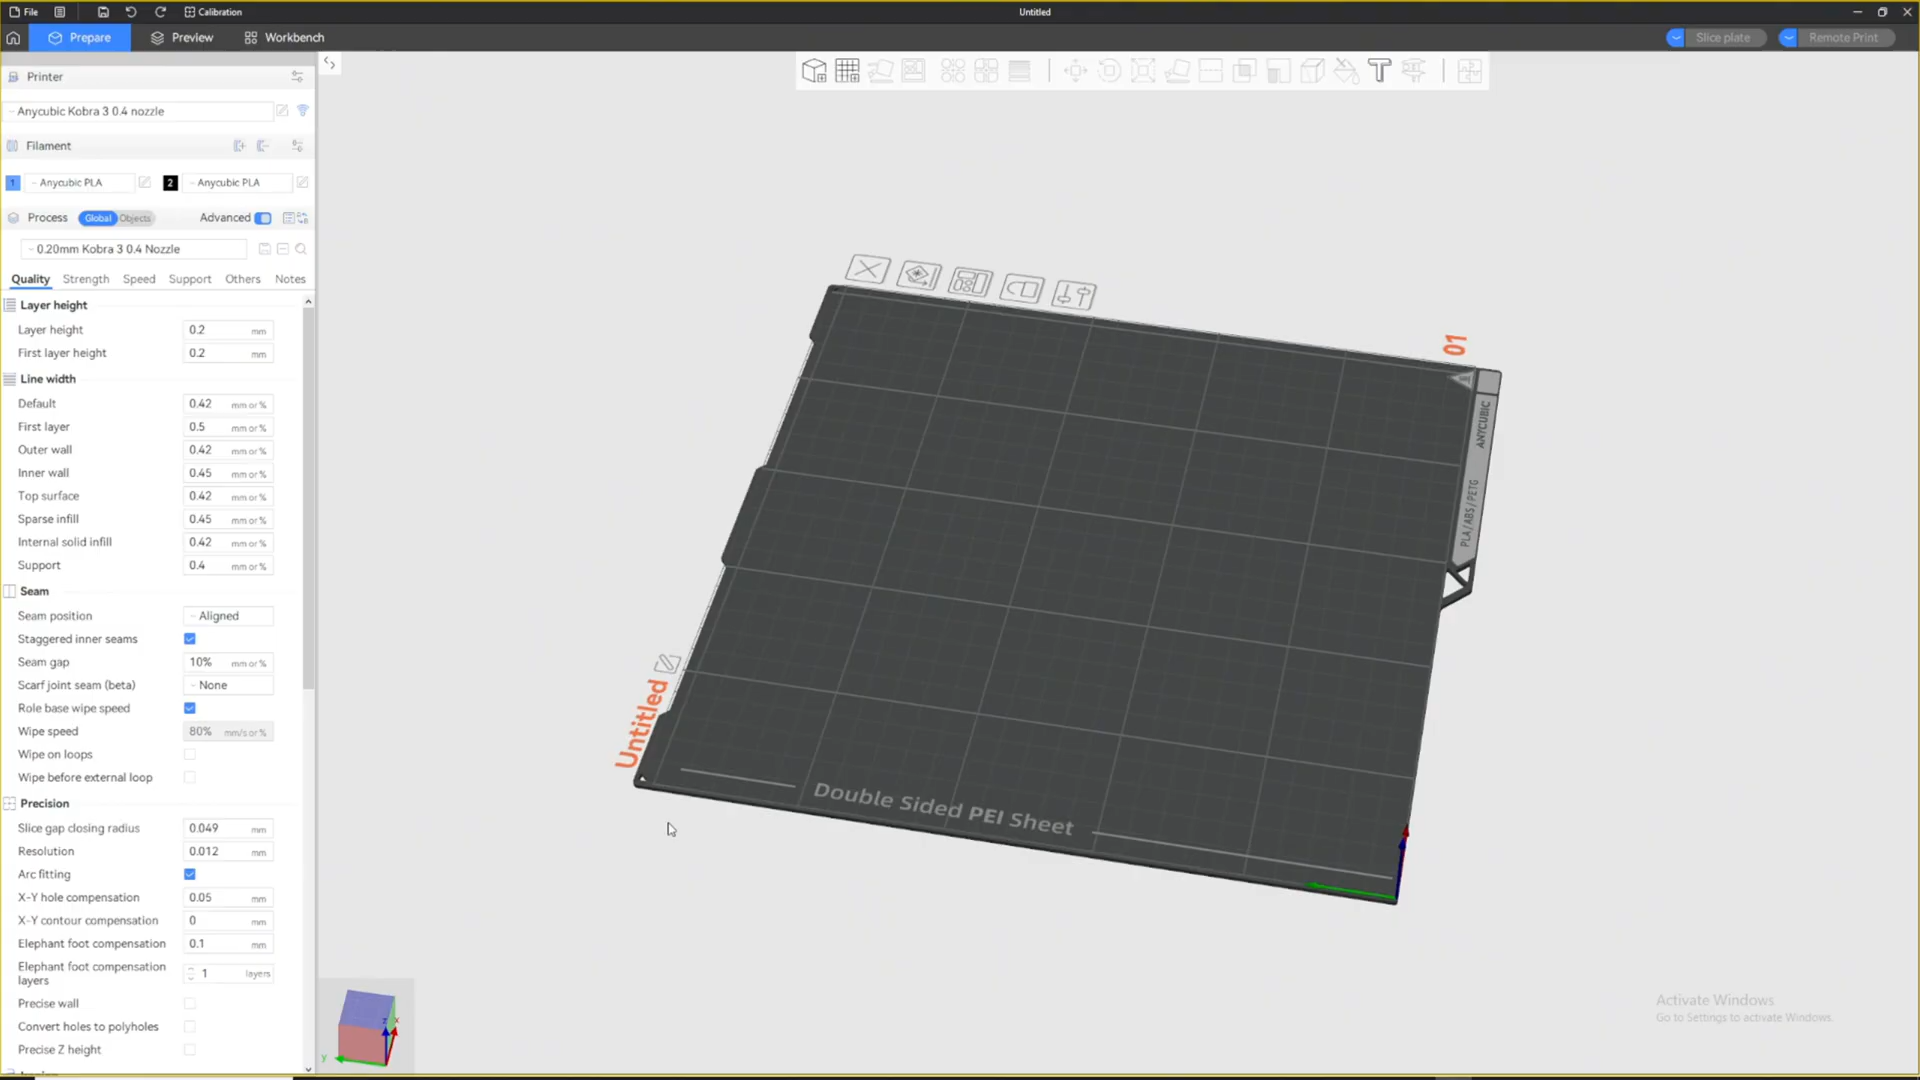 File
Calibration
Untitled
Prepare
Preview
Workbench
Slice plate
Remote Print
Printer
Anycubic Kobra 3 0.4 nozzle
Filament
1 Anycubic PLA
2 Anycubic PLA
Process Global Objects Advanced
0.20mm Kobra 3 0.4 Nozzle
Quality Strength Speed Support Others Notes
Layer height
Layer height 0.2 mm
First layer height 0.2 mm
Line width
Default 0.42 mm or %
First layer 0.5 mm or %
Outer wall 0.42 mm or %
Inner wall 0.45 mm or %
Top surface 0.42 mm or %
Sparse infill 0.45 mm or %
Internal solid infill 0.42 mm or %
Support 0.4 mm or %
Seam
Seam position Aligned
Staggered inner seams
Seam gap 10% mm or %
Scarf joint seam (beta) None
Role base wipe speed
Wipe speed 80% mm/s or %
Wipe on loops
Wipe before external loop
Precision
Slice gap closing radius 0.049 mm
Resolution 0.012 mm
Arc fitting
X-Y hole compensation 0.05 mm
X-Y contour compensation 0 mm
Elephant foot compensation 0.1 mm
Elephant foot compensation
layers 1 layers
Precise wall
Convert holes to polyholes
Precise Z height
01
ANYCUBIC
PLA/ABS/PETG
Untitled
Double Sided PEI Sheet
z x
y
Activate Windows
Go to Settings to activate Windows.